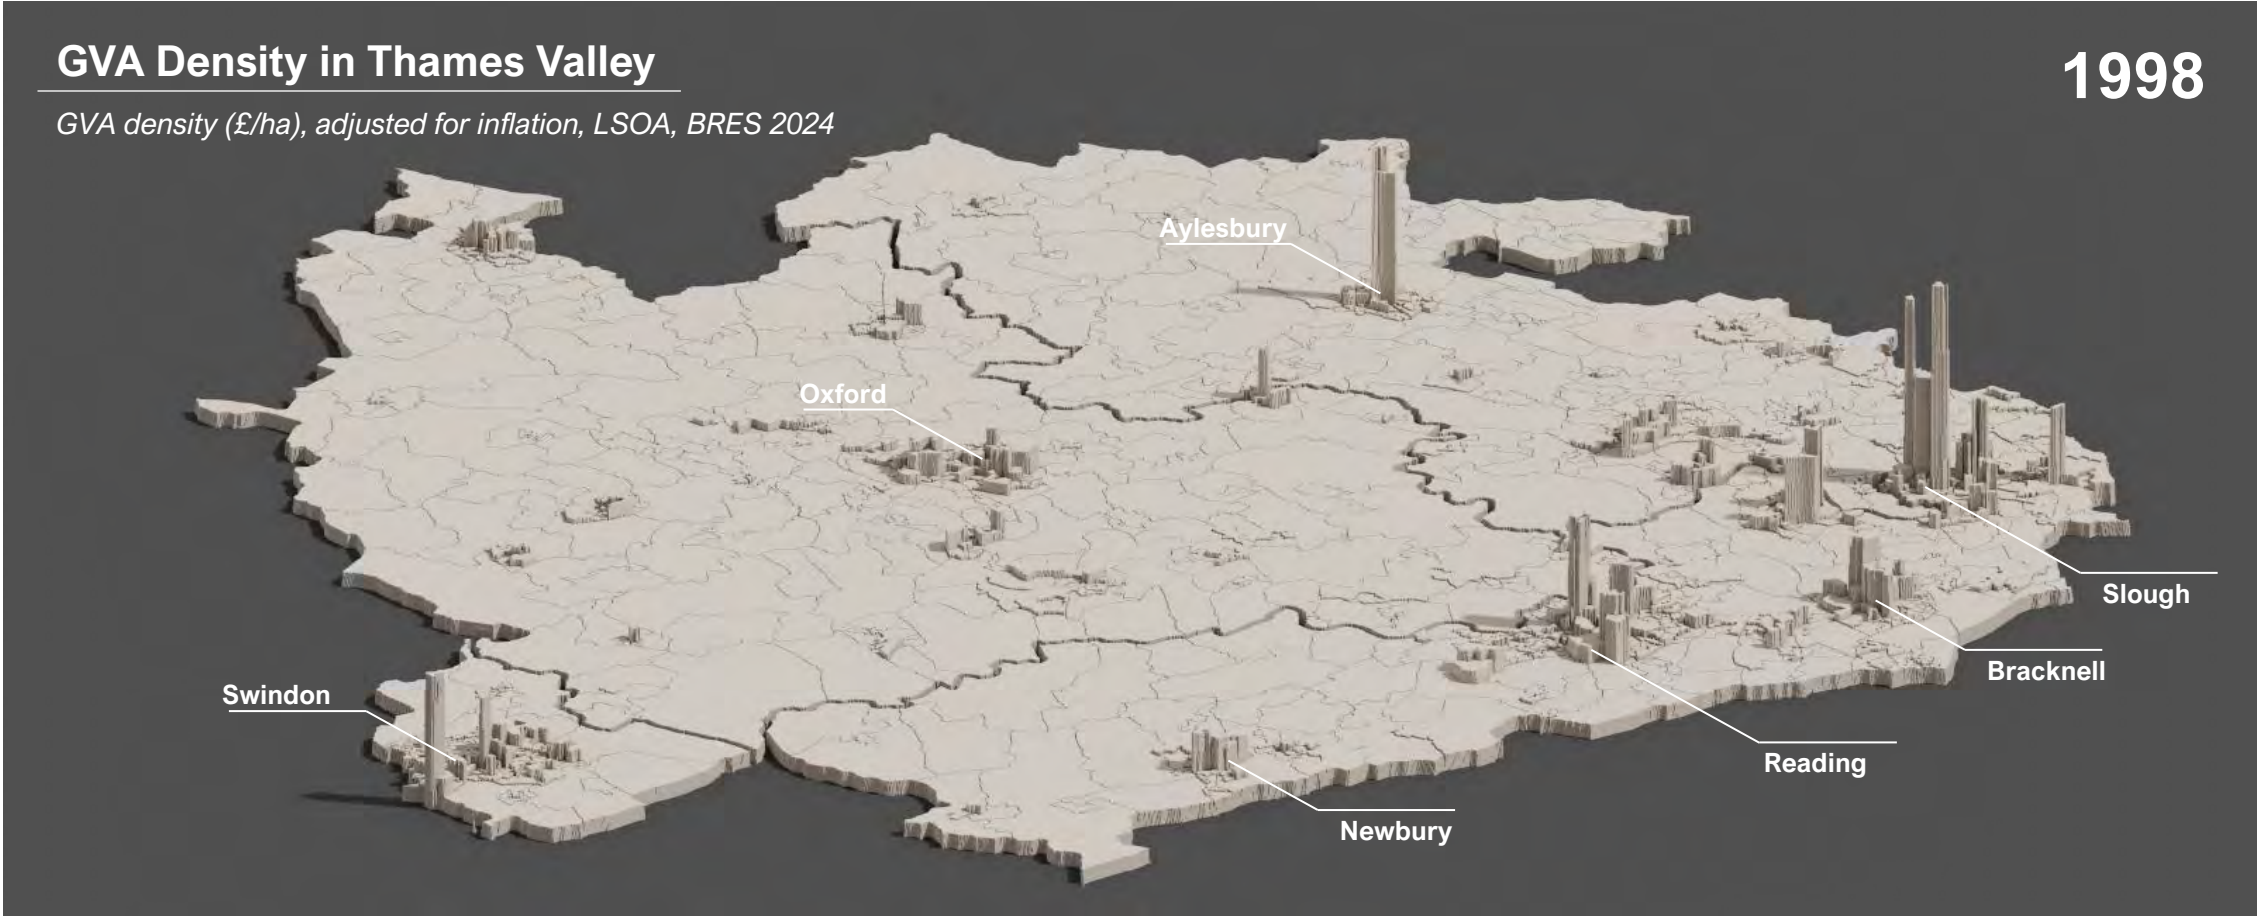 GVA Density in Thames Valley
1998
GVA density (£/ha), adjusted for inflation, LSOA, BRES 2024
Aylesbury
Oxford
Slough
Bracknell
Swindon
Reading
Newbury